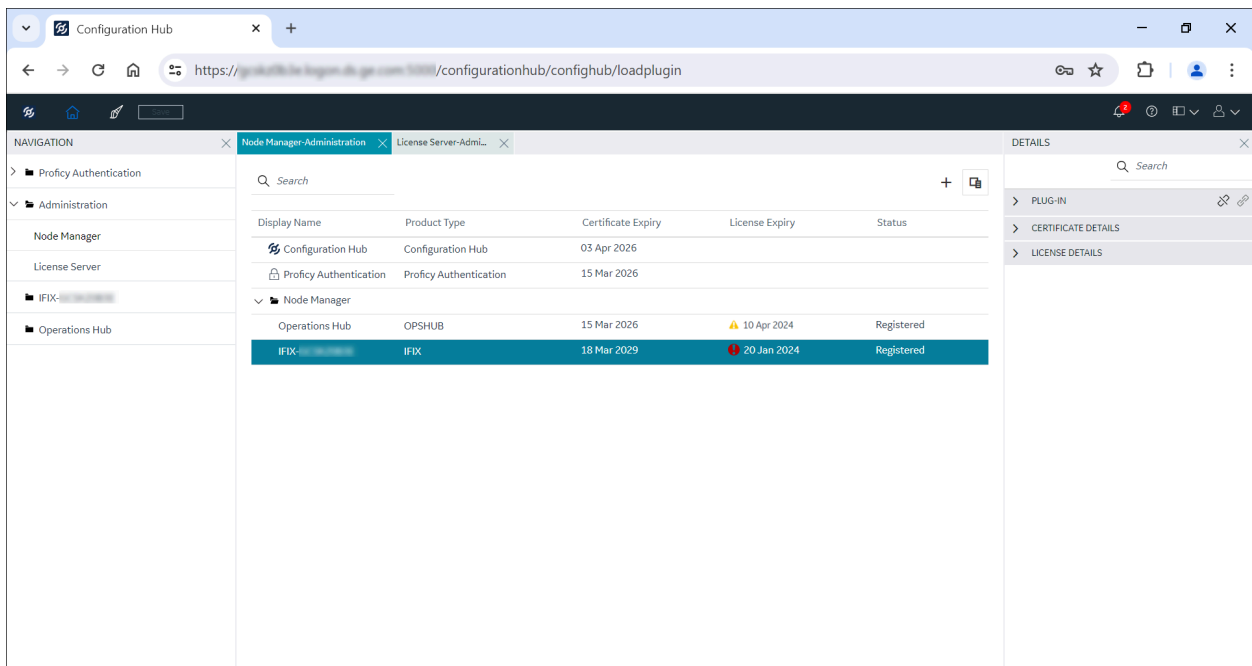 Configuration Hub
https:// /configurationhub/confighub/loadplugin
Save
2
NAVIGATION
Proficy Authentication
Administration
Node Manager
License Server
IFIX-
Operations Hub
Node Manager-Administration
License Server-Admi...
Search
Display Name Product Type Certificate Expiry License Expiry Status
Configuration Hub Configuration Hub 03 Apr 2026
Proficy Authentication Proficy Authentication 15 Mar 2026
Node Manager
Operations Hub OPSHUB 15 Mar 2026 10 Apr 2024 Registered
IFIX- IFIX 18 Mar 2029 20 Jan 2024 Registered
DETAILS
Search
PLUG-IN
CERTIFICATE DETAILS
LICENSE DETAILS